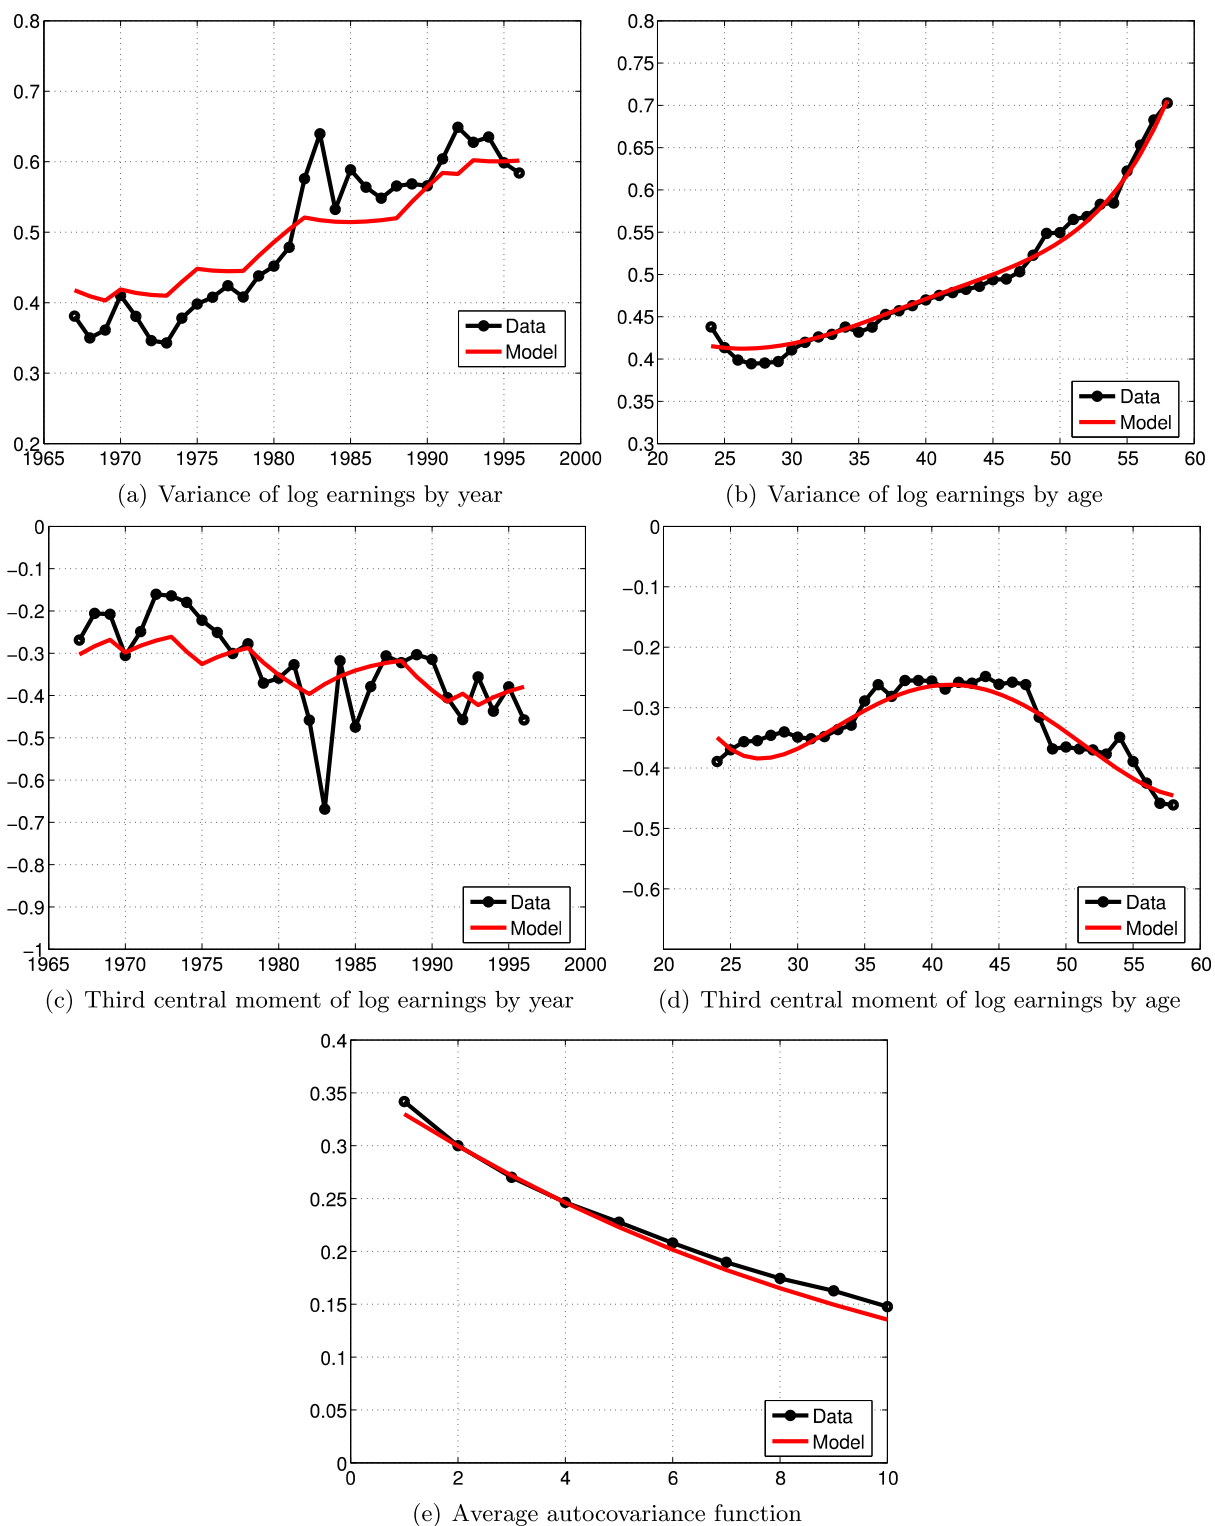 0.8
0.7
0.6
0.5
0.4
0.3
0.2
1965 1970 1975 1980 1985 1990 1995 2000
Data
Model
(a) Variance of log earnings by year
0.8
0.75
0.7
0.65
0.6
0.55
0.5
0.45
0.4
0.35
0.3
20 25 30 35 40 45 50 55 60
Data
Model
(b) Variance of log earnings by age
0
−0.1
−0.2
−0.3
−0.4
−0.5
−0.6
−0.7
−0.8
−0.9
−1
1965 1970 1975 1980 1985 1990 1995 2000
Data
Model
(c) Third central moment of log earnings by year
0
−0.1
−0.2
−0.3
−0.4
−0.5
−0.6
20 25 30 35 40 45 50 55 60
Data
Model
(d) Third central moment of log earnings by age
0.4
0.35
0.3
0.25
0.2
0.15
0.1
0.05
0
0 2 4 6 8 10
Data
Model
(e) Average autocovariance function